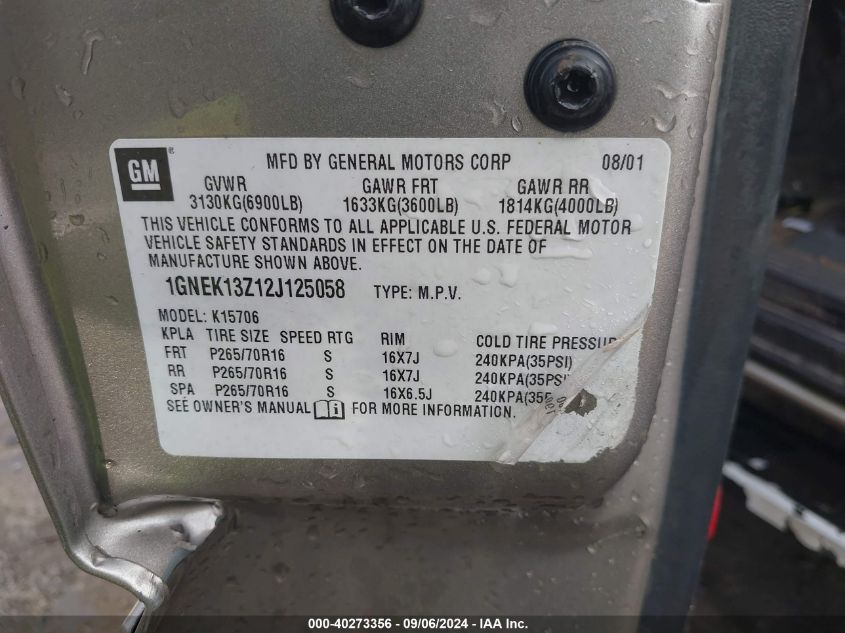 GM ® MFD BY GENERAL MOTORS CORP 08/01
GVWR GAWR FRT GAWR RR
3130KG(6900LB) 1633KG(3600LB) 1814KG(4000LB)
THIS VEHICLE CONFORMS TO ALL APPLICABLE U.S. FEDERAL MOTOR
VEHICLE SAFETY STANDARDS IN EFFECT ON THE DATE OF
MANUFACTURE SHOWN ABOVE.
1GNEK13Z12J125058 TYPE: M.P.V.
MODEL: K15706
KPLA TIRE SIZE SPEED RTG RIM COLD TIRE PRESSUR
FRT P265/70R16 S 16X7J 240KPA(35PSI)
RR P265/70R16 S 16X7J 240KPA(35PSI
SPA P265/70R16 S 16X6.5J 240KPA(35
SEE OWNER'S MANUAL i FOR MORE INFORMATION.
000-40273356 - 09/06/2024 - IAA Inc.